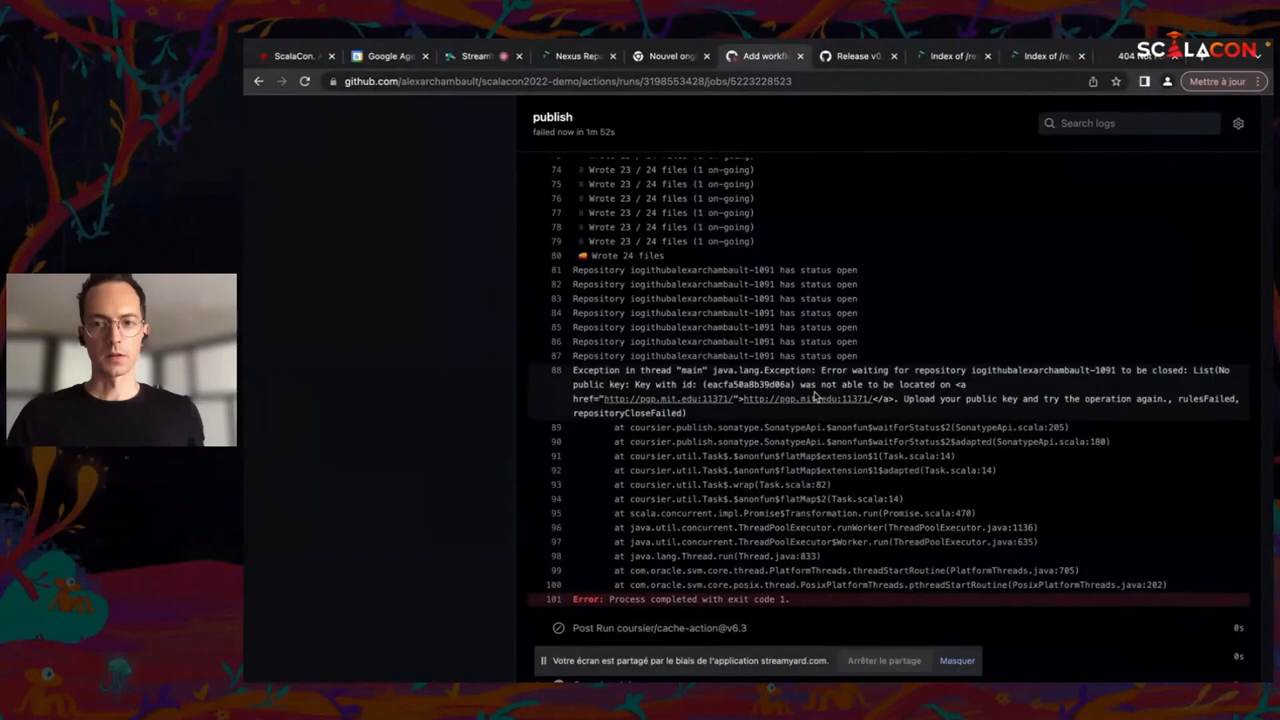 SCALACON.
ScalaCon.
Google Age
Stream
Nexus Repo
Nouvel ong
Add workfl
Release v0
Index of /re
Index of /re
404 Not
github.com/alexarchambault/scalacon2022-demo/actions/runs/3198553428/jobs/5223228523
Mettre à jour
publish
failed now in 1m 52s
Search logs
74 Wrote 23 / 24 files (1 on-going)
75 Wrote 23 / 24 files (1 on-going)
76 Wrote 23 / 24 files (1 on-going)
77 Wrote 23 / 24 files (1 on-going)
78 Wrote 23 / 24 files (1 on-going)
79 Wrote 23 / 24 files (1 on-going)
80 🚚 Wrote 24 files
81 Repository iogithubalexarchambault-1091 has status open
82 Repository iogithubalexarchambault-1091 has status open
83 Repository iogithubalexarchambault-1091 has status open
84 Repository iogithubalexarchambault-1091 has status open
85 Repository iogithubalexarchambault-1091 has status open
86 Repository iogithubalexarchambault-1091 has status open
87 Repository iogithubalexarchambault-1091 has status open
88 Exception in thread "main" java.lang.Exception: Error waiting for repository iogithubalexarchambault-1091 to be closed: List(No
public key: Key with id: (eacfa50a8b39d06a) was not able to be located on <a
href="http://pgp.mit.edu:11371/">http://pgp.mit.edu:11371/</a>. Upload your public key and try the operation again., rulesFailed,
repositoryCloseFailed)
89 at coursier.publish.sonatype.SonatypeApi.$anonfun$waitForStatus$2(SonatypeApi.scala:205)
90 at coursier.publish.sonatype.SonatypeApi.$anonfun$waitForStatus$2$adapted(SonatypeApi.scala:180)
91 at coursier.util.Task$.$anonfun$flatMap$extension$1(Task.scala:14)
92 at coursier.util.Task$.$anonfun$flatMap$extension$1$adapted(Task.scala:14)
93 at coursier.util.Task$.wrap(Task.scala:82)
94 at coursier.util.Task$.$anonfun$flatMap$2(Task.scala:14)
95 at scala.concurrent.impl.Promise$Transformation.run(Promise.scala:470)
96 at java.util.concurrent.ThreadPoolExecutor.runWorker(ThreadPoolExecutor.java:1136)
97 at java.util.concurrent.ThreadPoolExecutor$Worker.run(ThreadPoolExecutor.java:635)
98 at java.lang.Thread.run(Thread.java:833)
99 at com.oracle.svm.core.thread.PlatformThreads.threadStartRoutine(PlatformThreads.java:705)
100 at com.oracle.svm.core.posix.thread.PosixPlatformThreads.pthreadStartRoutine(PosixPlatformThreads.java:202)
101 Error: Process completed with exit code 1.
Post Run coursier/cache-action@v6.3 0s
0s
Votre écran est partagé par le biais de l'application streamyard.com. Arrêter le partage Masquer